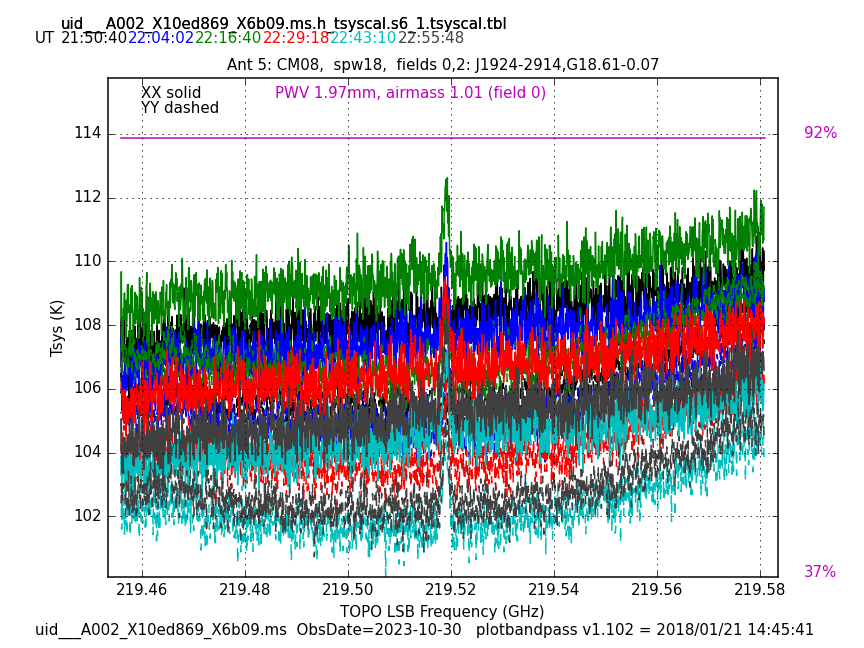 uid___A002_X10ed869_X6b09.ms.h_tsyscal.s6_1.tsyscal.tbl
UT 21:50:40 22:04:02 22:16:40 22:29:18 22:43:10 22:55:48
Ant 5: CM08,  spw18,  fields 0,2: J1924-2914,G18.61-0.07
XX solid
PWV 1.97mm, airmass 1.01 (field 0)
YY dashed
114
92%
112
110
108
106
104
102
37%
Tsys (K)
219.46 219.48 219.50 219.52 219.54 219.56 219.58
TOPO LSB Frequency (GHz)
uid___A002_X10ed869_X6b09.ms  ObsDate=2023-10-30   plotbandpass v1.102 = 2018/01/21 14:45:41